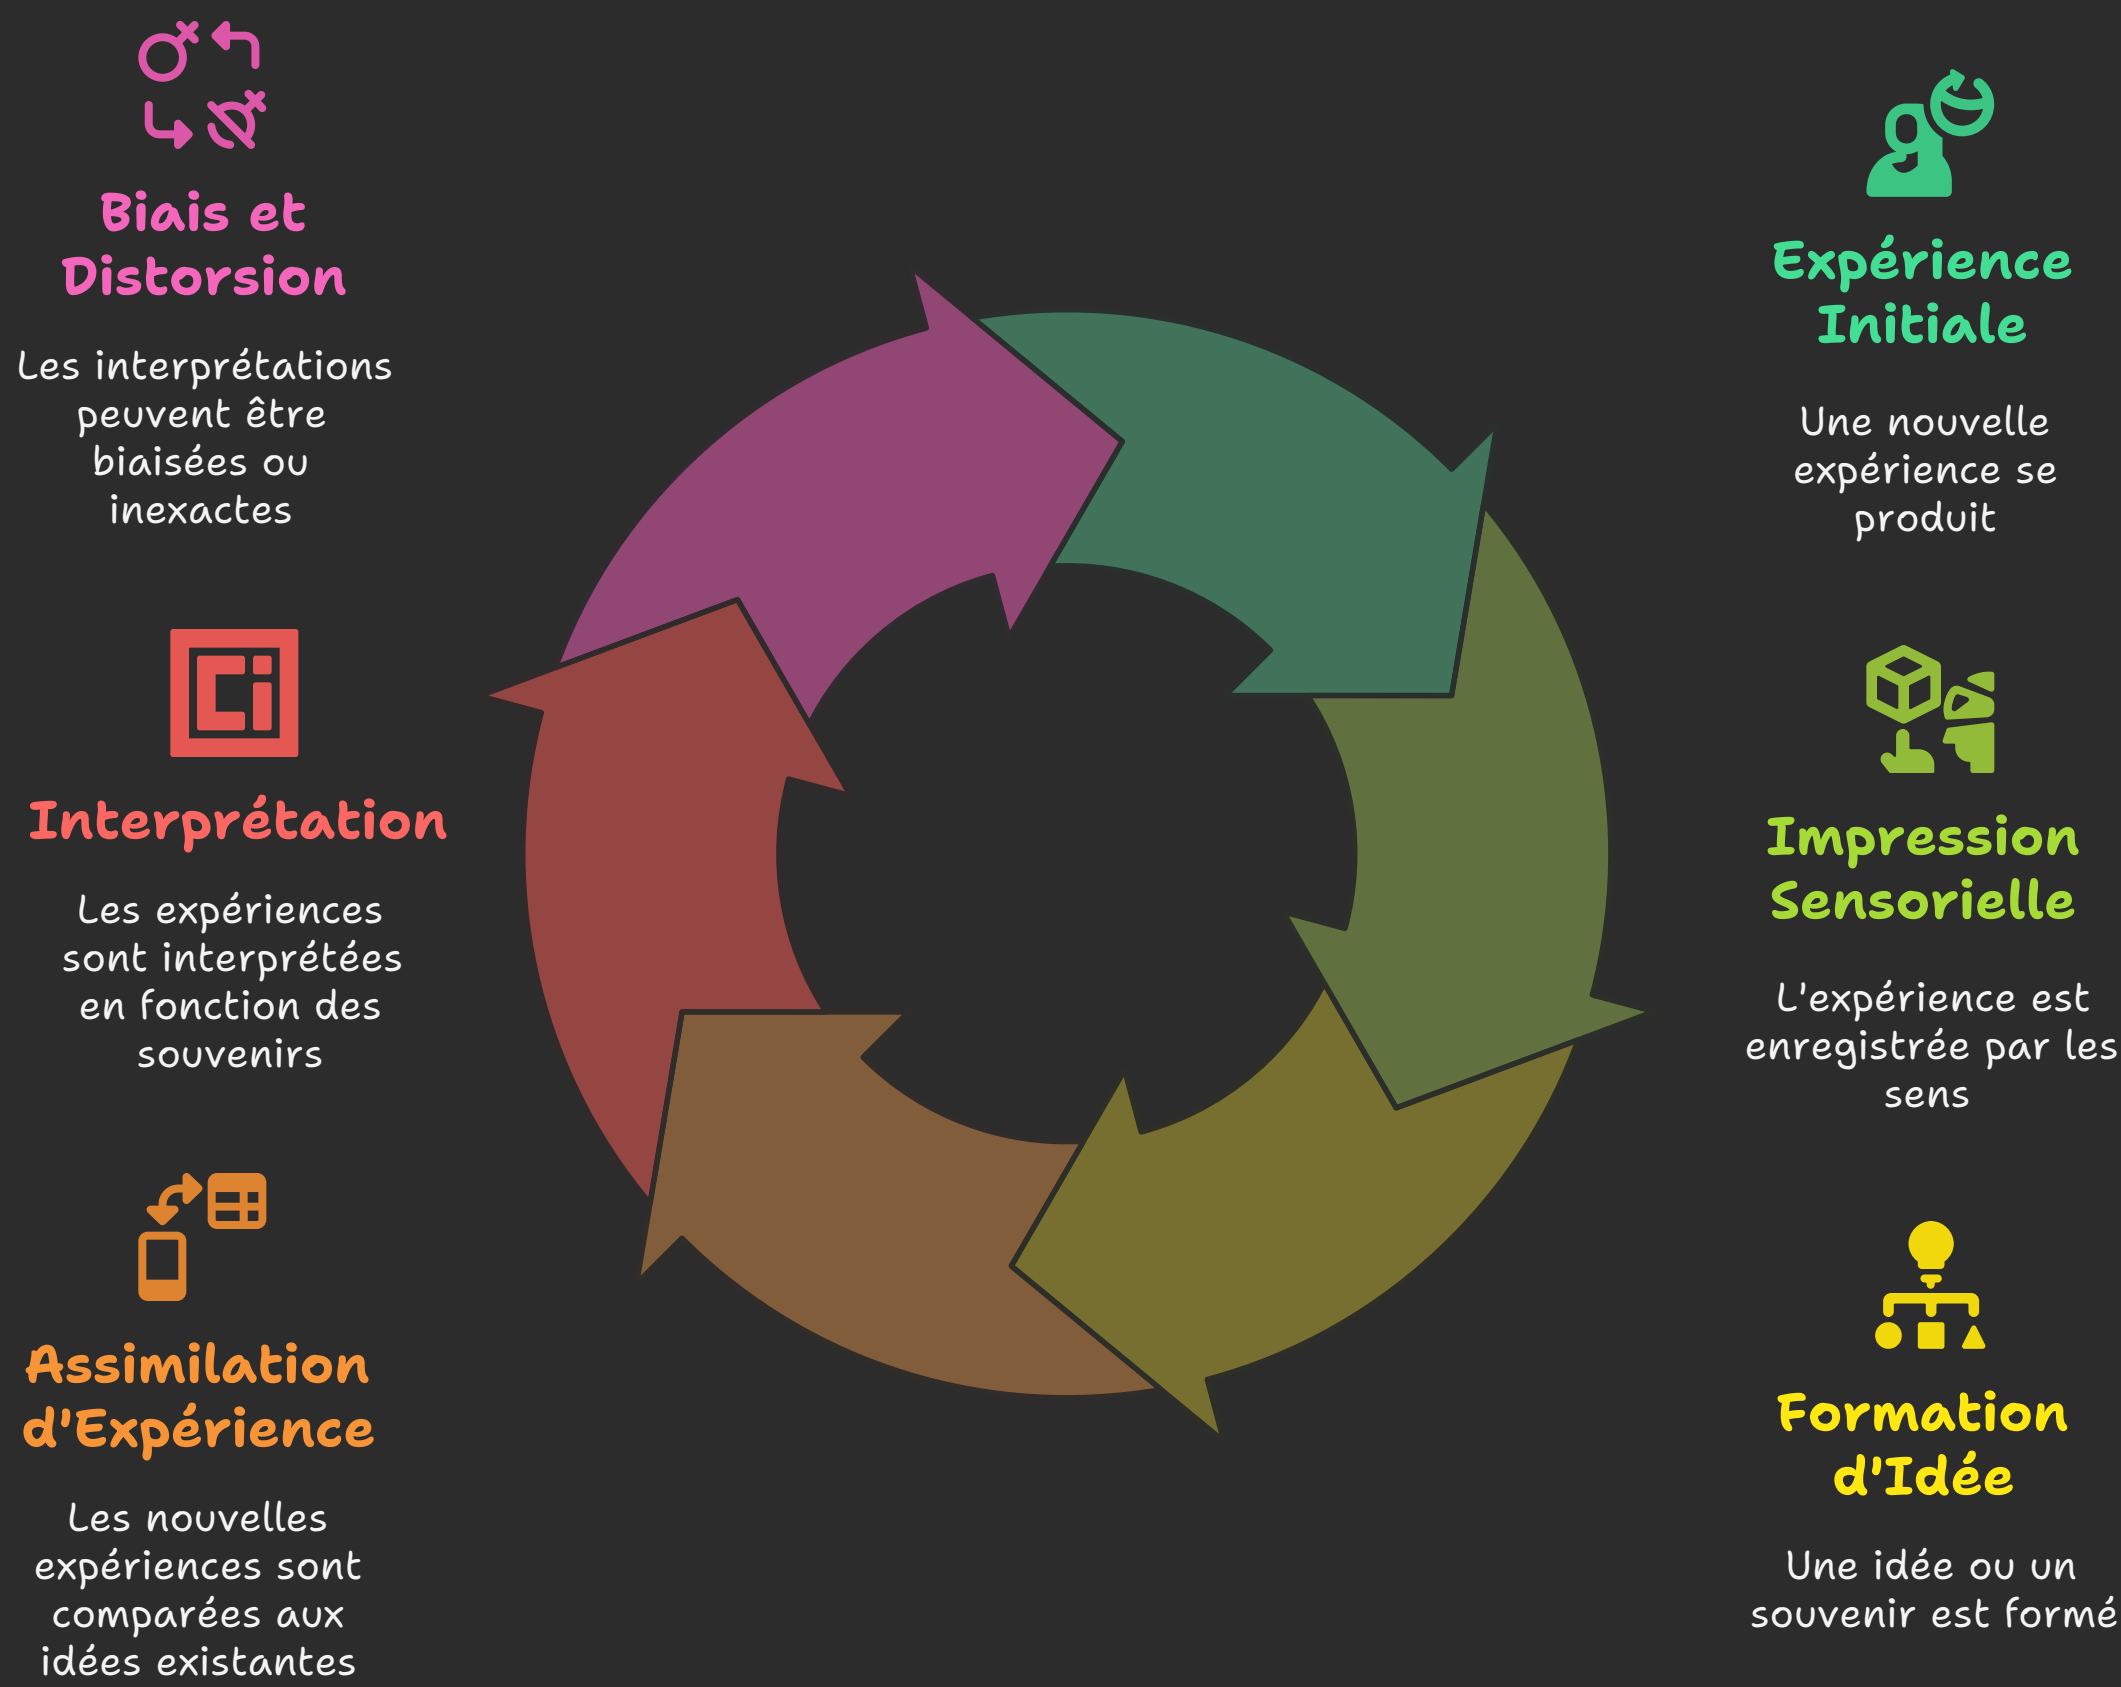 Biais et
Distorsion
Les interprétations
peuvent être
biaisées ou
inexactes
Interprétation
Les expériences
sont interprétées
en fonction des
souvenirs
Assimilation
d'Expérience
Les nouvelles
expériences sont
comparées aux
idées existantes
Expérience
Initiale
Une nouvelle
expérience se
produit
Impression
Sensorielle
L'expérience est
enregistrée par les
sens
Formation
d'Idée
Une idée ou un
souvenir est formé